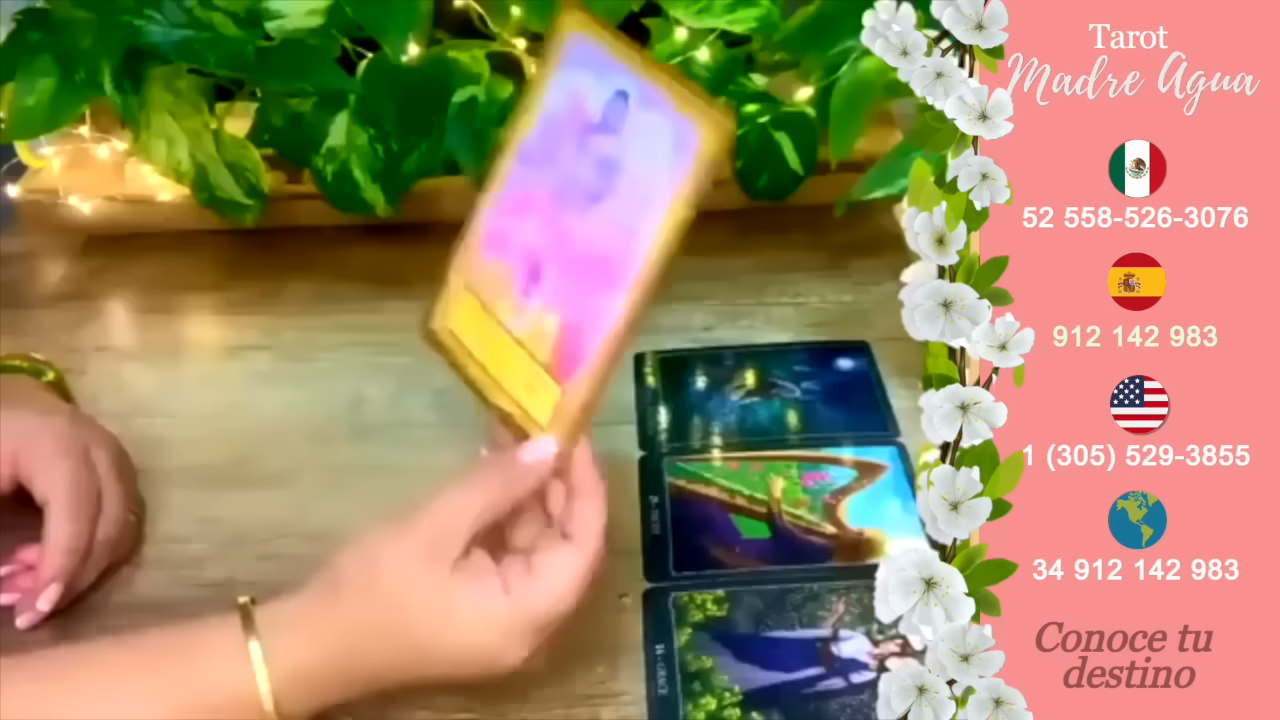 Tarot
Madre Agua
52 558-526-3076
912 142 983
1 (305) 529-3855
34 912 142 983
Conoce tu
destino